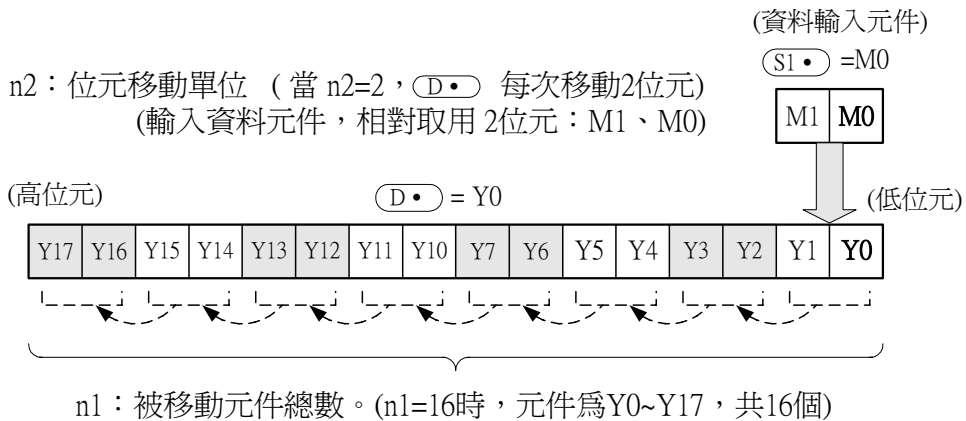 (資料輸入元件)
S1• =M0
n2：位元移動單位 (當 n2=2，D• 每次移動2位元)
(輸入資料元件，相對取用 2位元：M1、M0)
M1 M0
(高位元) D• = Y0 (低位元)
Y17 Y16 Y15 Y14 Y13 Y12 Y11 Y10 Y7 Y6 Y5 Y4 Y3 Y2 Y1 Y0
n1：被移動元件總數。(n1=16時，元件為Y0~Y17，共16個)